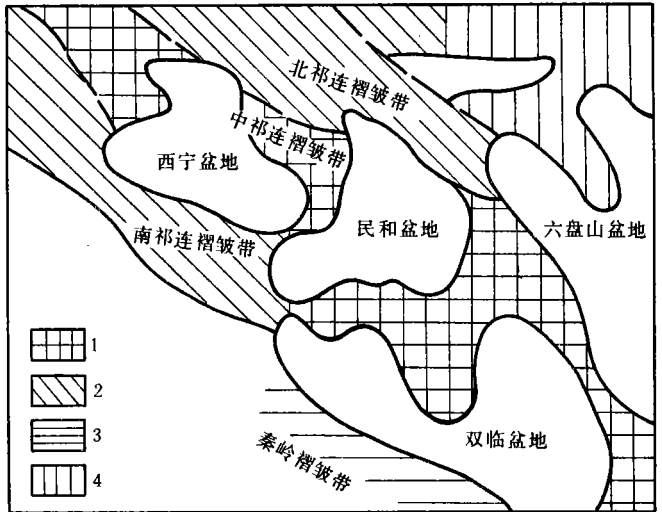 北祁连褶皱带
中祁连褶皱带
西宁盆地
民和盆地
六盘山盆地
南祁连褶皱带
1
2
3
4
双临盆地
秦岭褶皱带